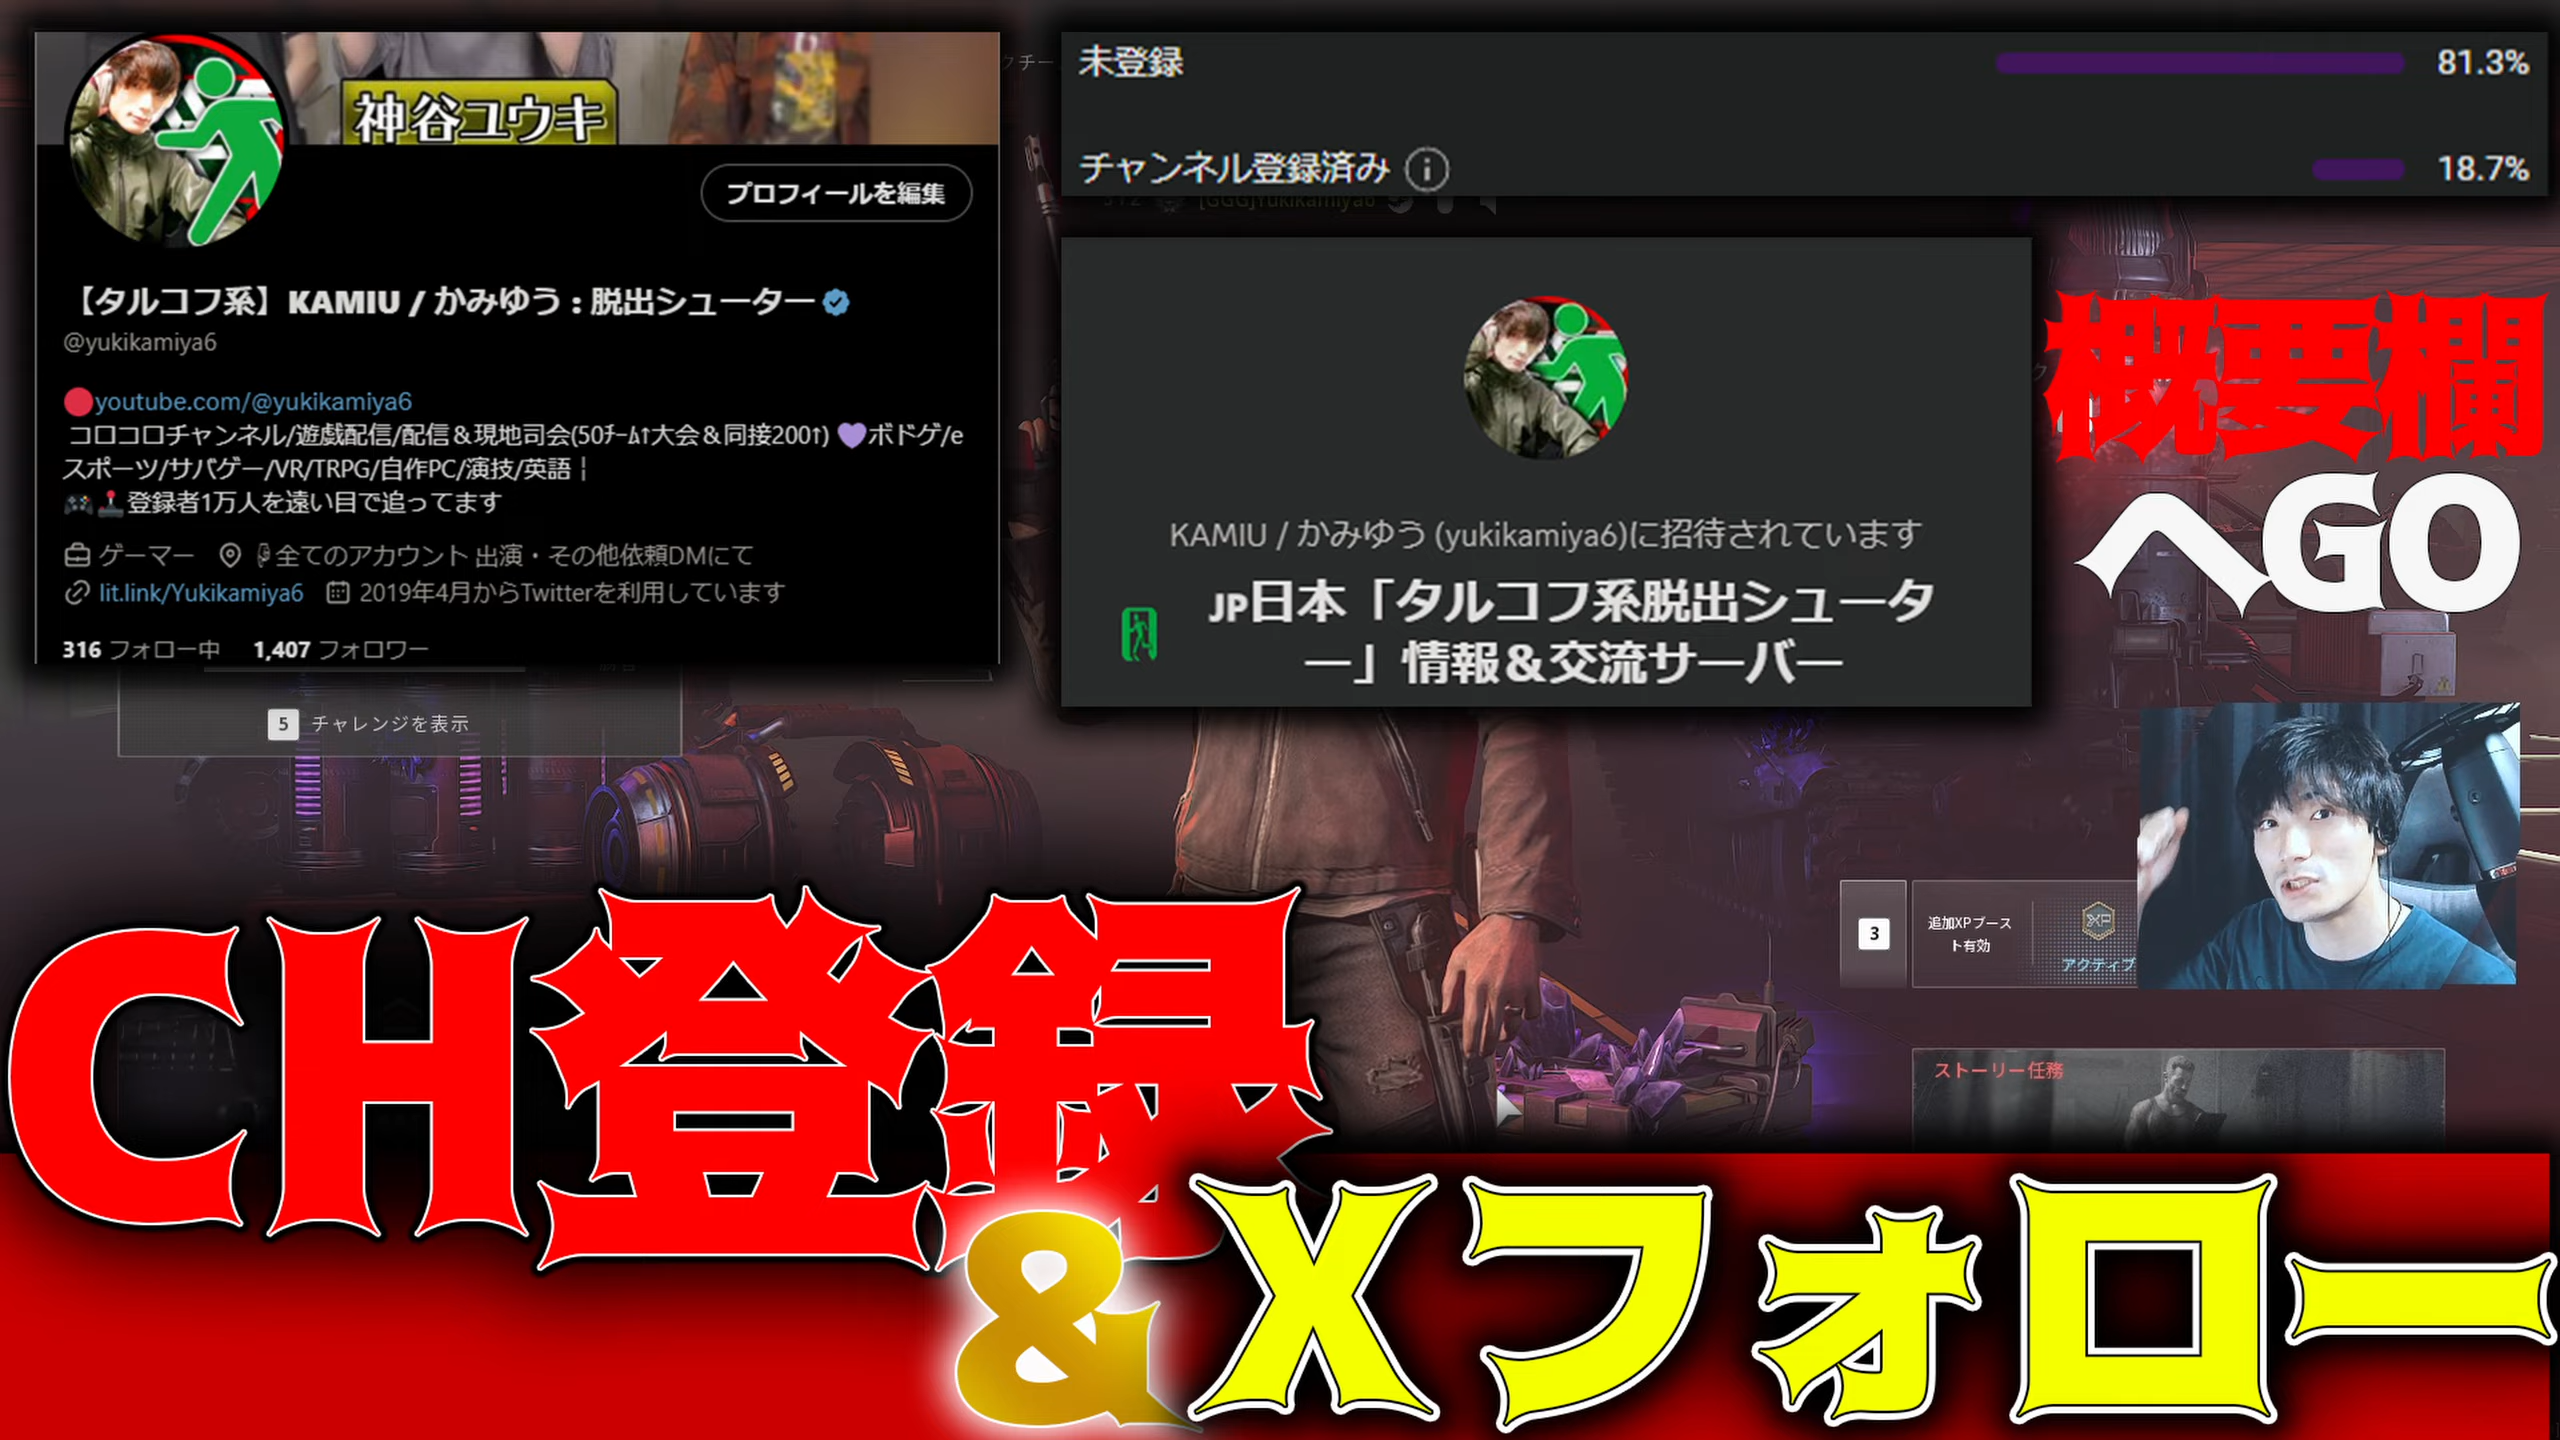 神谷ユウキ
プロフィールを編集
【タルコフ系】KAMIU / かみゆう : 脱出シューター
@yukikamiya6
youtube.com/@yukikamiya6
コロコロチャンネル/遊戯配信/配信＆現地司会(50ﾁｰﾑ↑大会＆同接200↑) 💜ボドゲ/e
スポーツ/サバゲー/VR/TRPG/自作PC/演技/英語 ¦
🎮🕹登録者1万人を遠い目で追ってます
ゲーマー 全てのアカウント 出演・その他依頼DMにて
lit.link/Yukikamiya6 2019年4月からTwitterを利用しています
316 フォロー中 1,407 フォロワー
未登録 81.3%
チャンネル登録済み 18.7%
[GGG]Yukikamiya6
KAMIU / かみゆう (yukikamiya6)に招待されています
JP日本「タルコフ系脱出シュータ
ー」情報＆交流サーバー
概要欄
へGO
5 チャレンジを表示
3
追加XPブース
ト有効
XP
アクティブ
ストーリー任務
CH登録
&Xフォロー